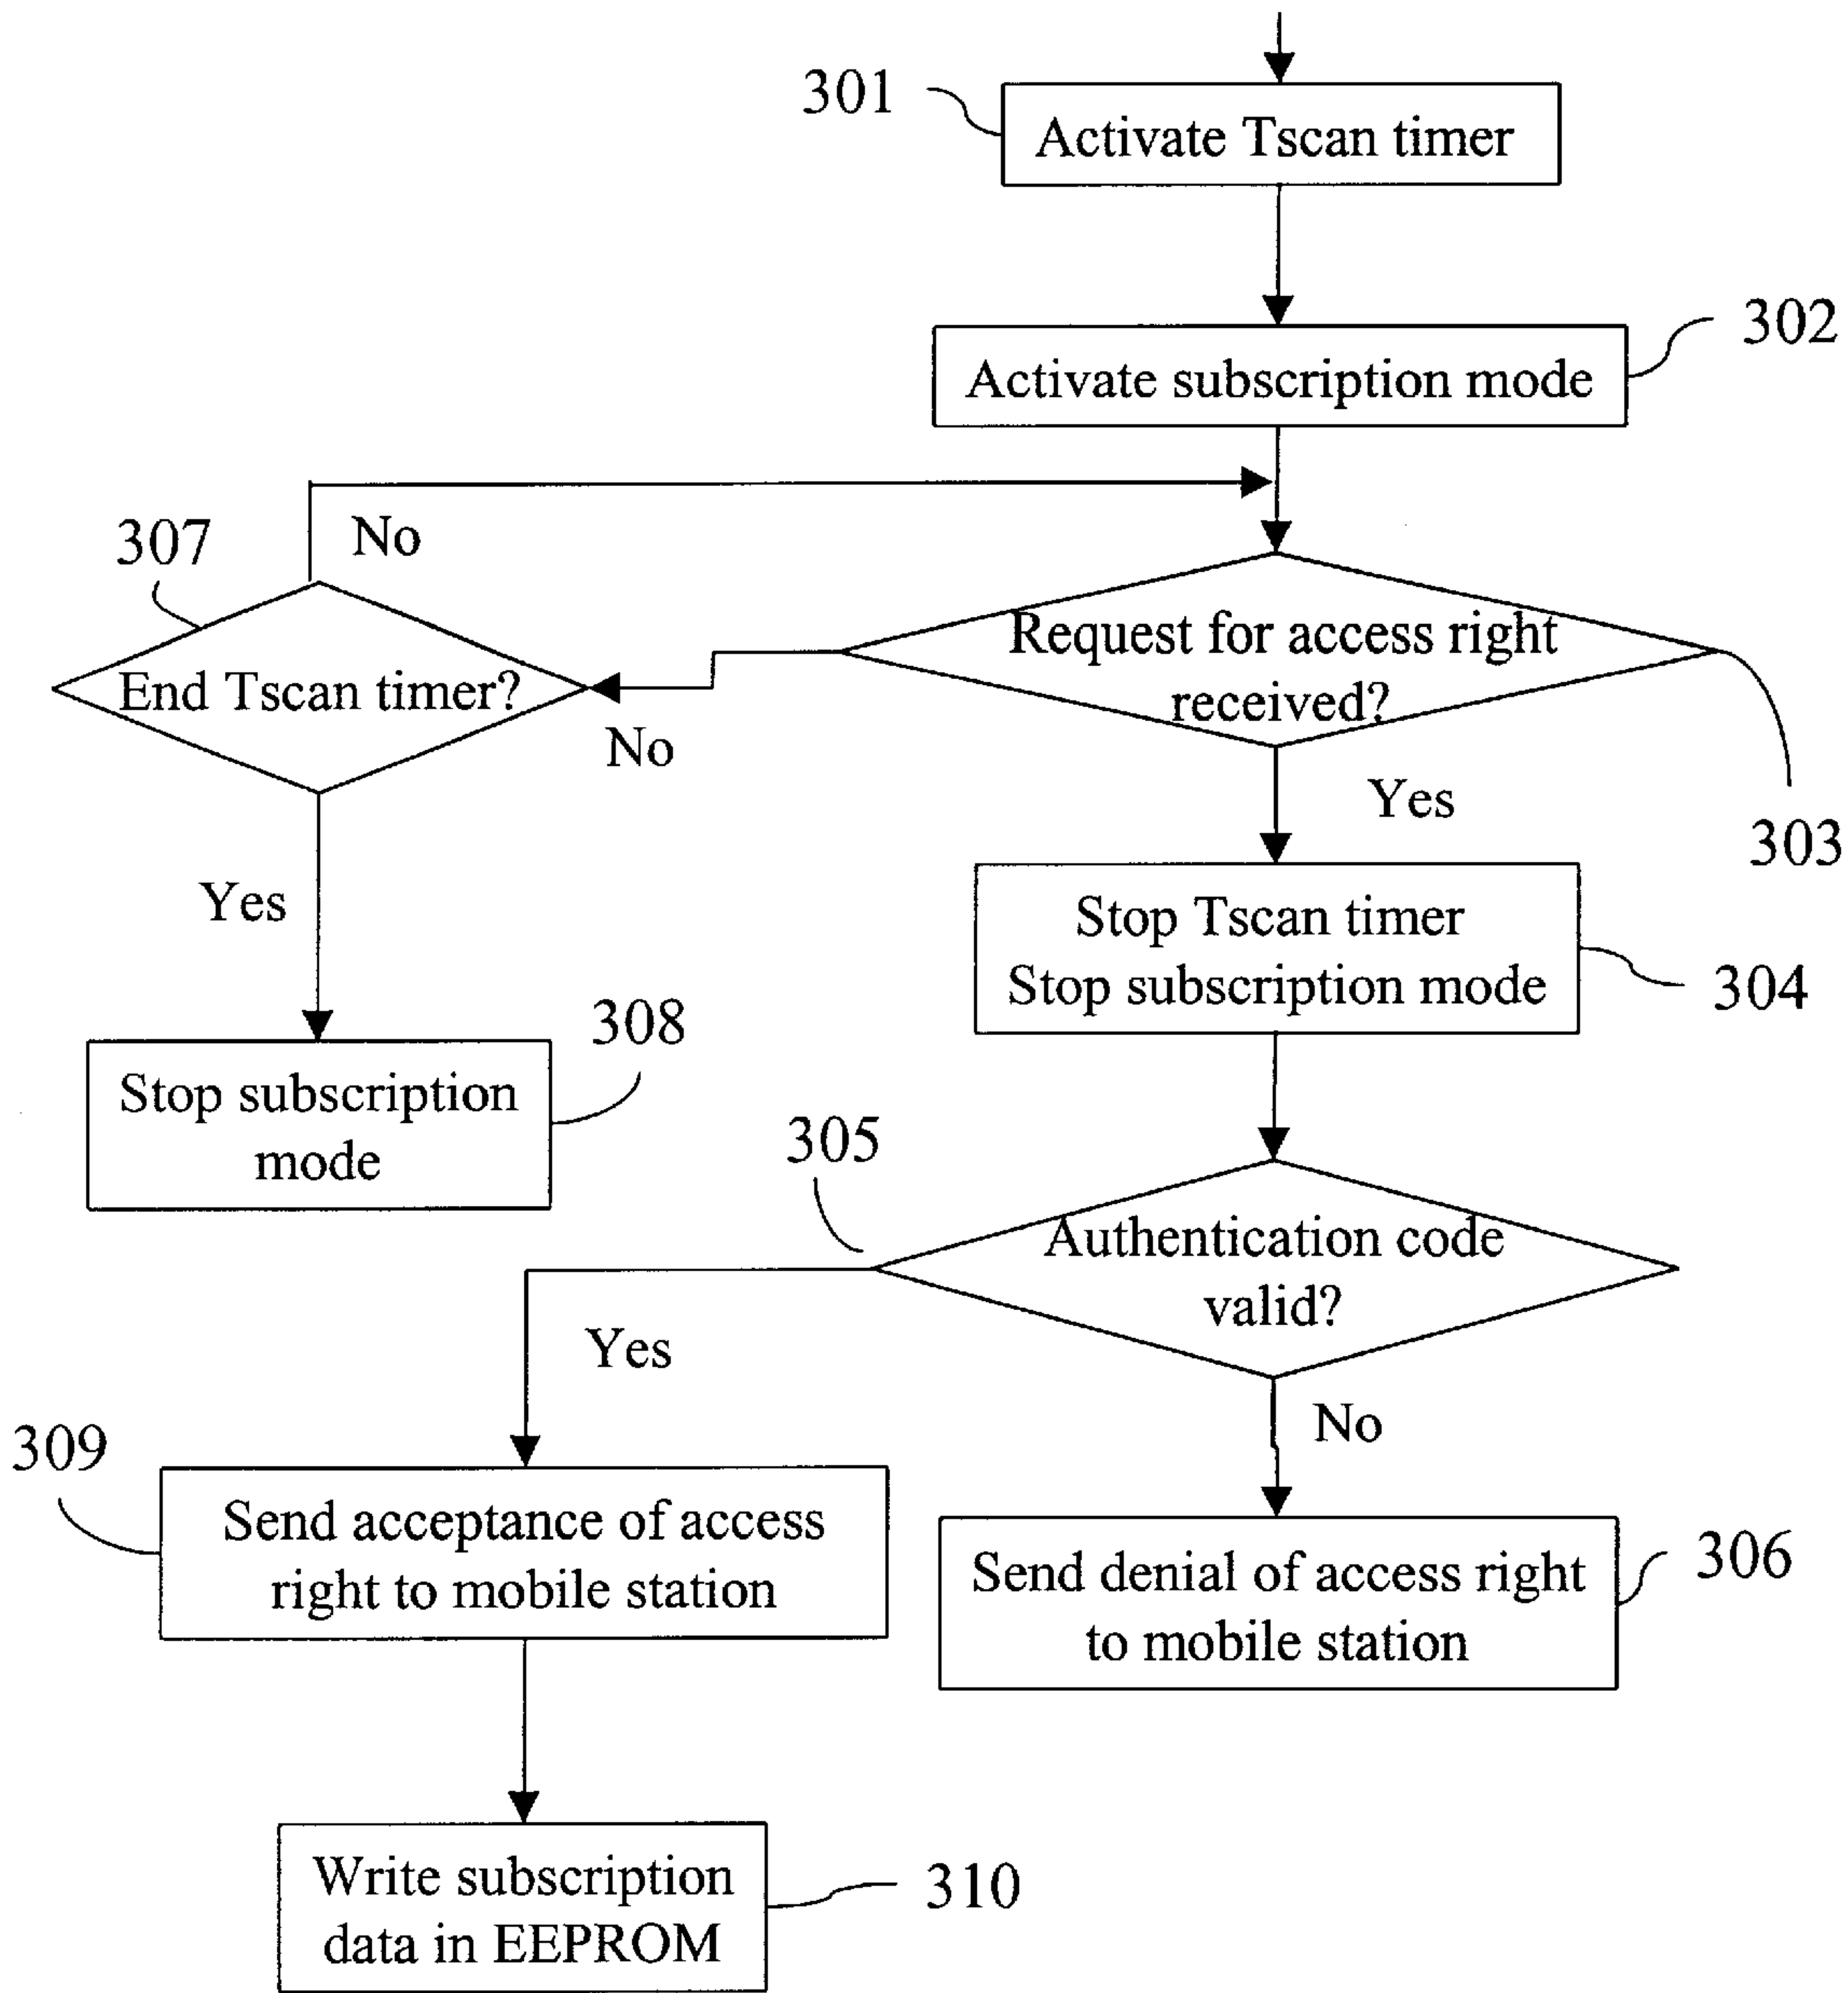 301
Activate Tscan timer
302
Activate subscription mode
307
No
Request for access right
received?
End Tscan timer?
No
Yes
303
Yes
Stop Tscan timer
Stop subscription mode
304
308
Stop subscription
mode
305
Authentication code
valid?
Yes
No
309
Send acceptance of access
right to mobile station
306
Send denial of access right
to mobile station
Write subscription
data in EEPROM
310